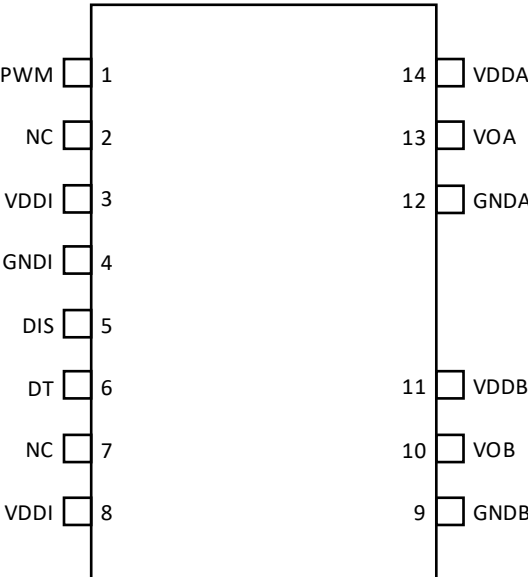 PWM 1 14 VDDA
NC 2 13 VOA
VDDI 3 12 GNDA
GNDI 4
DIS 5
DT 6 11 VDDB
NC 7 10 VOB
VDDI 8 9 GNDB